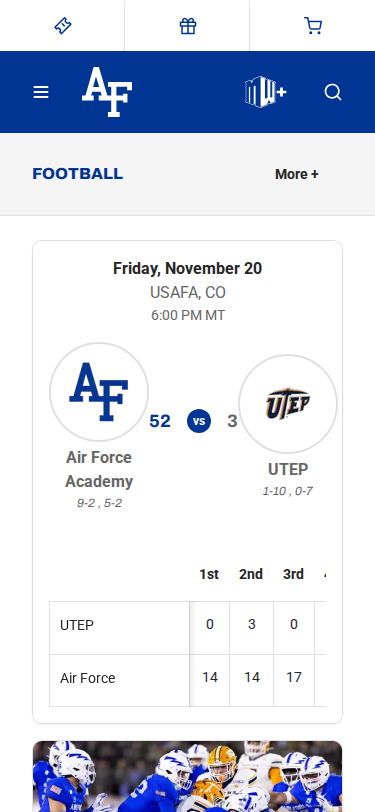 AF
MW+
FOOTBALL
More +
Friday, November 20
USAFA, CO
6:00 PM MT
AF
52
vs
3
UTEP
Air Force
Academy
9-2 , 5-2
UTEP
1-10 , 0-7
1st 2nd 3rd
UTEP 0 3 0
Air Force 14 14 17